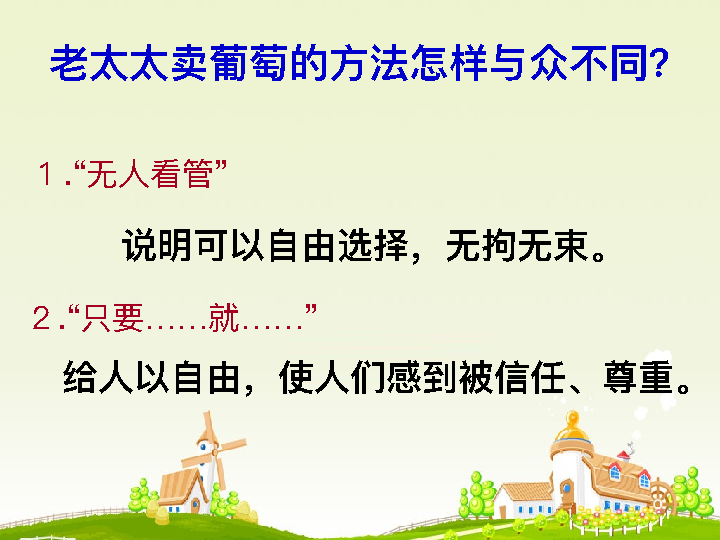 老太太卖葡萄的方法怎样与众不同?
１.“无人看管”
说明可以自由选择，无拘无束。
２.“只要……就……”
给人以自由，使人们感到被信任、尊重。